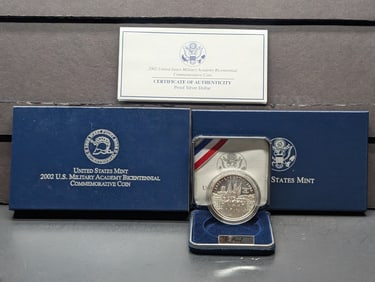 2002 United States Military Academy Bicentennial
Commemorative Coin
CERTIFICATE OF AUTHENTICITY
Proof Silver Dollar
UNITED STATES MINT
2002 U.S. MILITARY ACADEMY BICENTENNIAL
COMMEMORATIVE COIN
STATES MINT